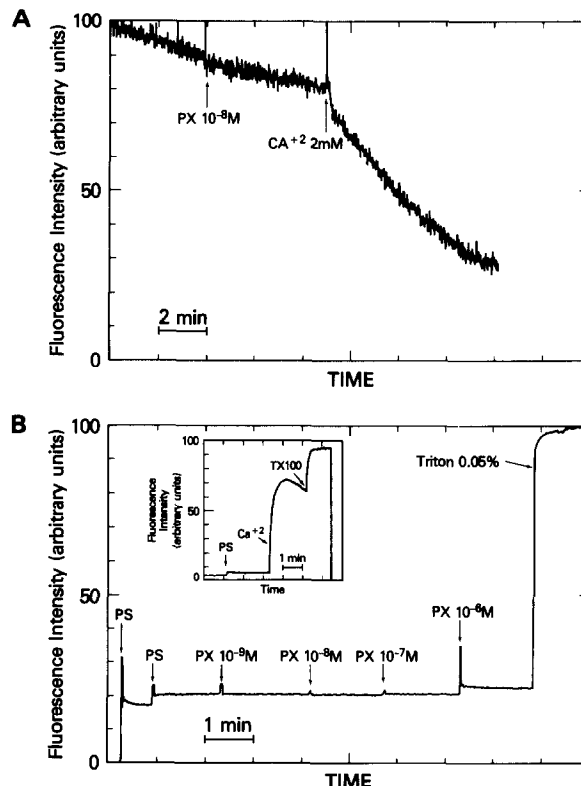 A
Fluorescence Intensity (arbitrary units)
100
50
0
PX 10⁻⁸M
CA⁺² 2mM
2 min
TIME
B
Fluorescence Intensity (arbitrary units)
100
50
0
PS
PS
PX 10⁻⁹M
PX 10⁻⁸M
PX 10⁻⁷M
PX 10⁻⁶M
Triton 0.05%
1 min
TIME
Fluorescence
Intensity
(arbitrary units)
100
50
0
PS
Ca⁺²
TX100
1 min
Time